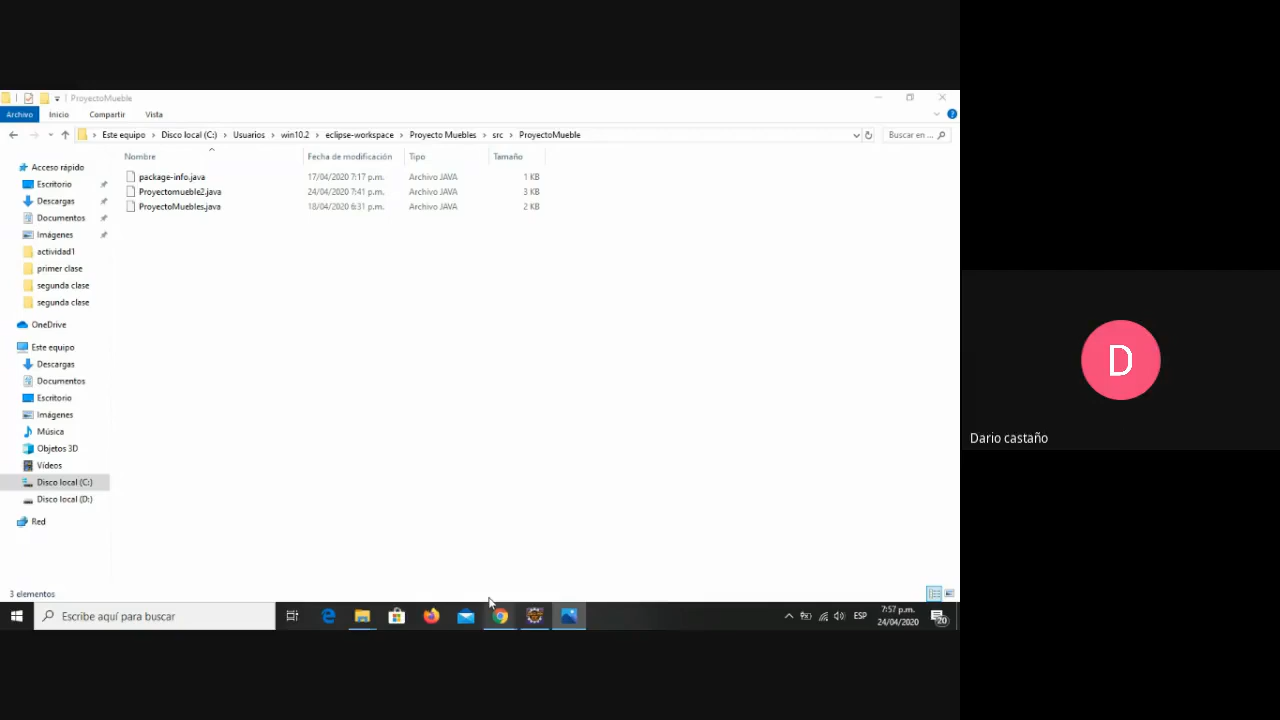 ProyectoMueble
Archivo Inicio Compartir Vista
Este equipo Disco local (C:) Usuarios win10.2 eclipse-workspace Proyecto Muebles src ProyectoMueble
Buscar en ...
Nombre Fecha de modificación Tipo Tamaño
package-info.java 17/04/2020 7:17 p.m. Archivo JAVA 1 KB
Proyectomueble2.java 24/04/2020 7:41 p.m. Archivo JAVA 3 KB
ProyectoMuebles.java 18/04/2020 6:31 p.m. Archivo JAVA 2 KB
Acceso rápido
Escritorio
Descargas
Documentos
Imágenes
actividad1
primer clase
segunda clase
segunda clase
OneDrive
Este equipo
Descargas
Documentos
Escritorio
Imágenes
Música
Objetos 3D
Vídeos
Disco local (C:)
Disco local (D:)
Red
3 elementos
Escribe aquí para buscar
ESP
7:57 p.m.
24/04/2020
20
D
Dario castaño